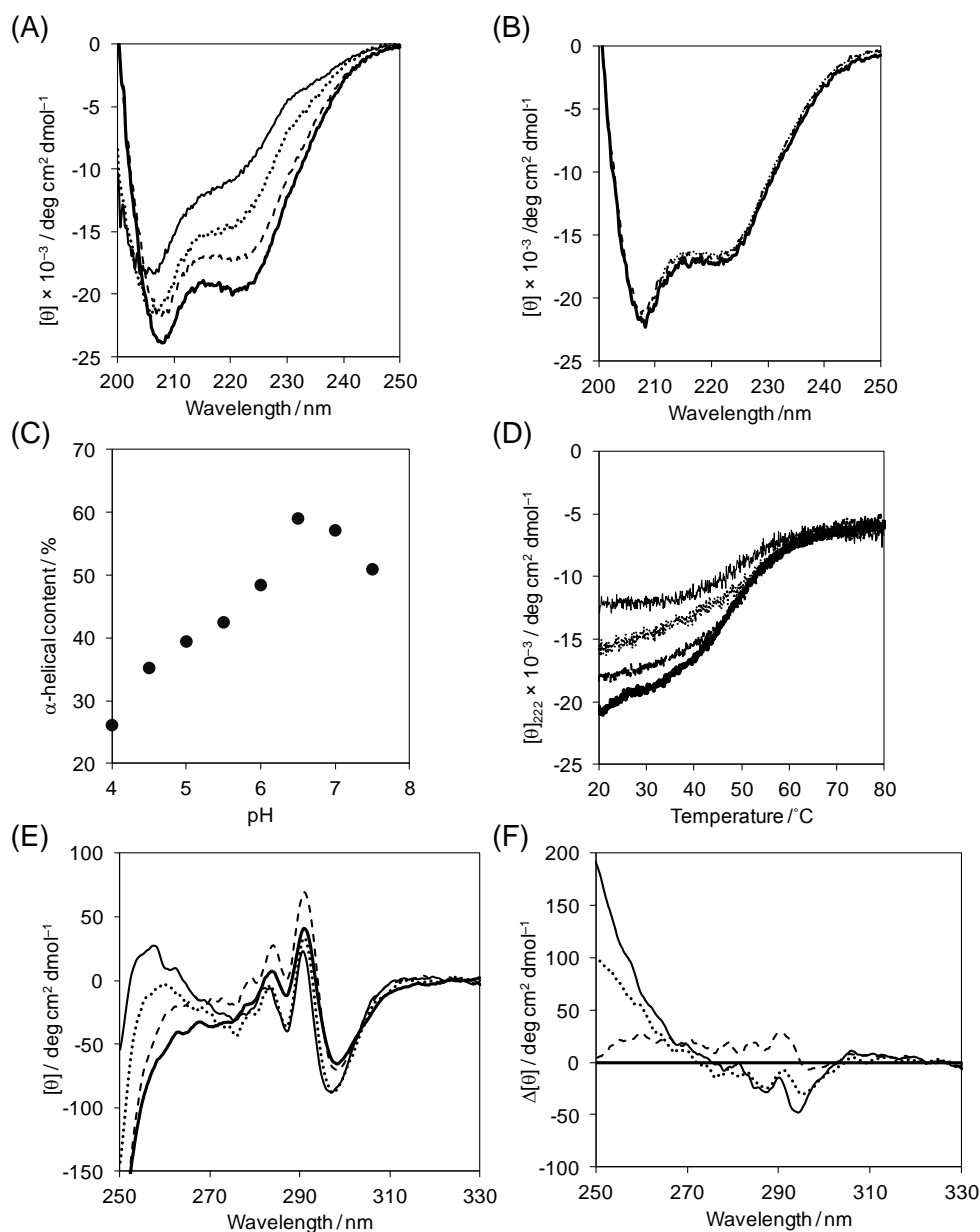 (A)
0
-5
-10
-15
-20
-25
[θ] × 10⁻³ / deg cm² dmol⁻¹
200 210 220 230 240 250
Wavelength / nm
(B)
0
-5
-10
-15
-20
-25
[θ] × 10⁻³ /deg cm² dmol⁻¹
200 210 220 230 240 250
Wavelength / nm
(C)
70
60
50
40
30
20
α-helical content / %
4 5 6 7 8
pH
(D)
0
-5
-10
-15
-20
-25
[θ]₂₂₂ × 10⁻³ / deg cm² dmol⁻¹
20 30 40 50 60 70 80
Temperature /˚C
(E)
100
50
0
-50
-100
-150
[θ] / deg cm² dmol⁻¹
250 270 290 310 330
Wavelength / nm
(F)
200
150
100
50
0
-50
-100
Δ[θ] / deg cm² dmol⁻¹
250 270 290 310 330
Wavelength / nm